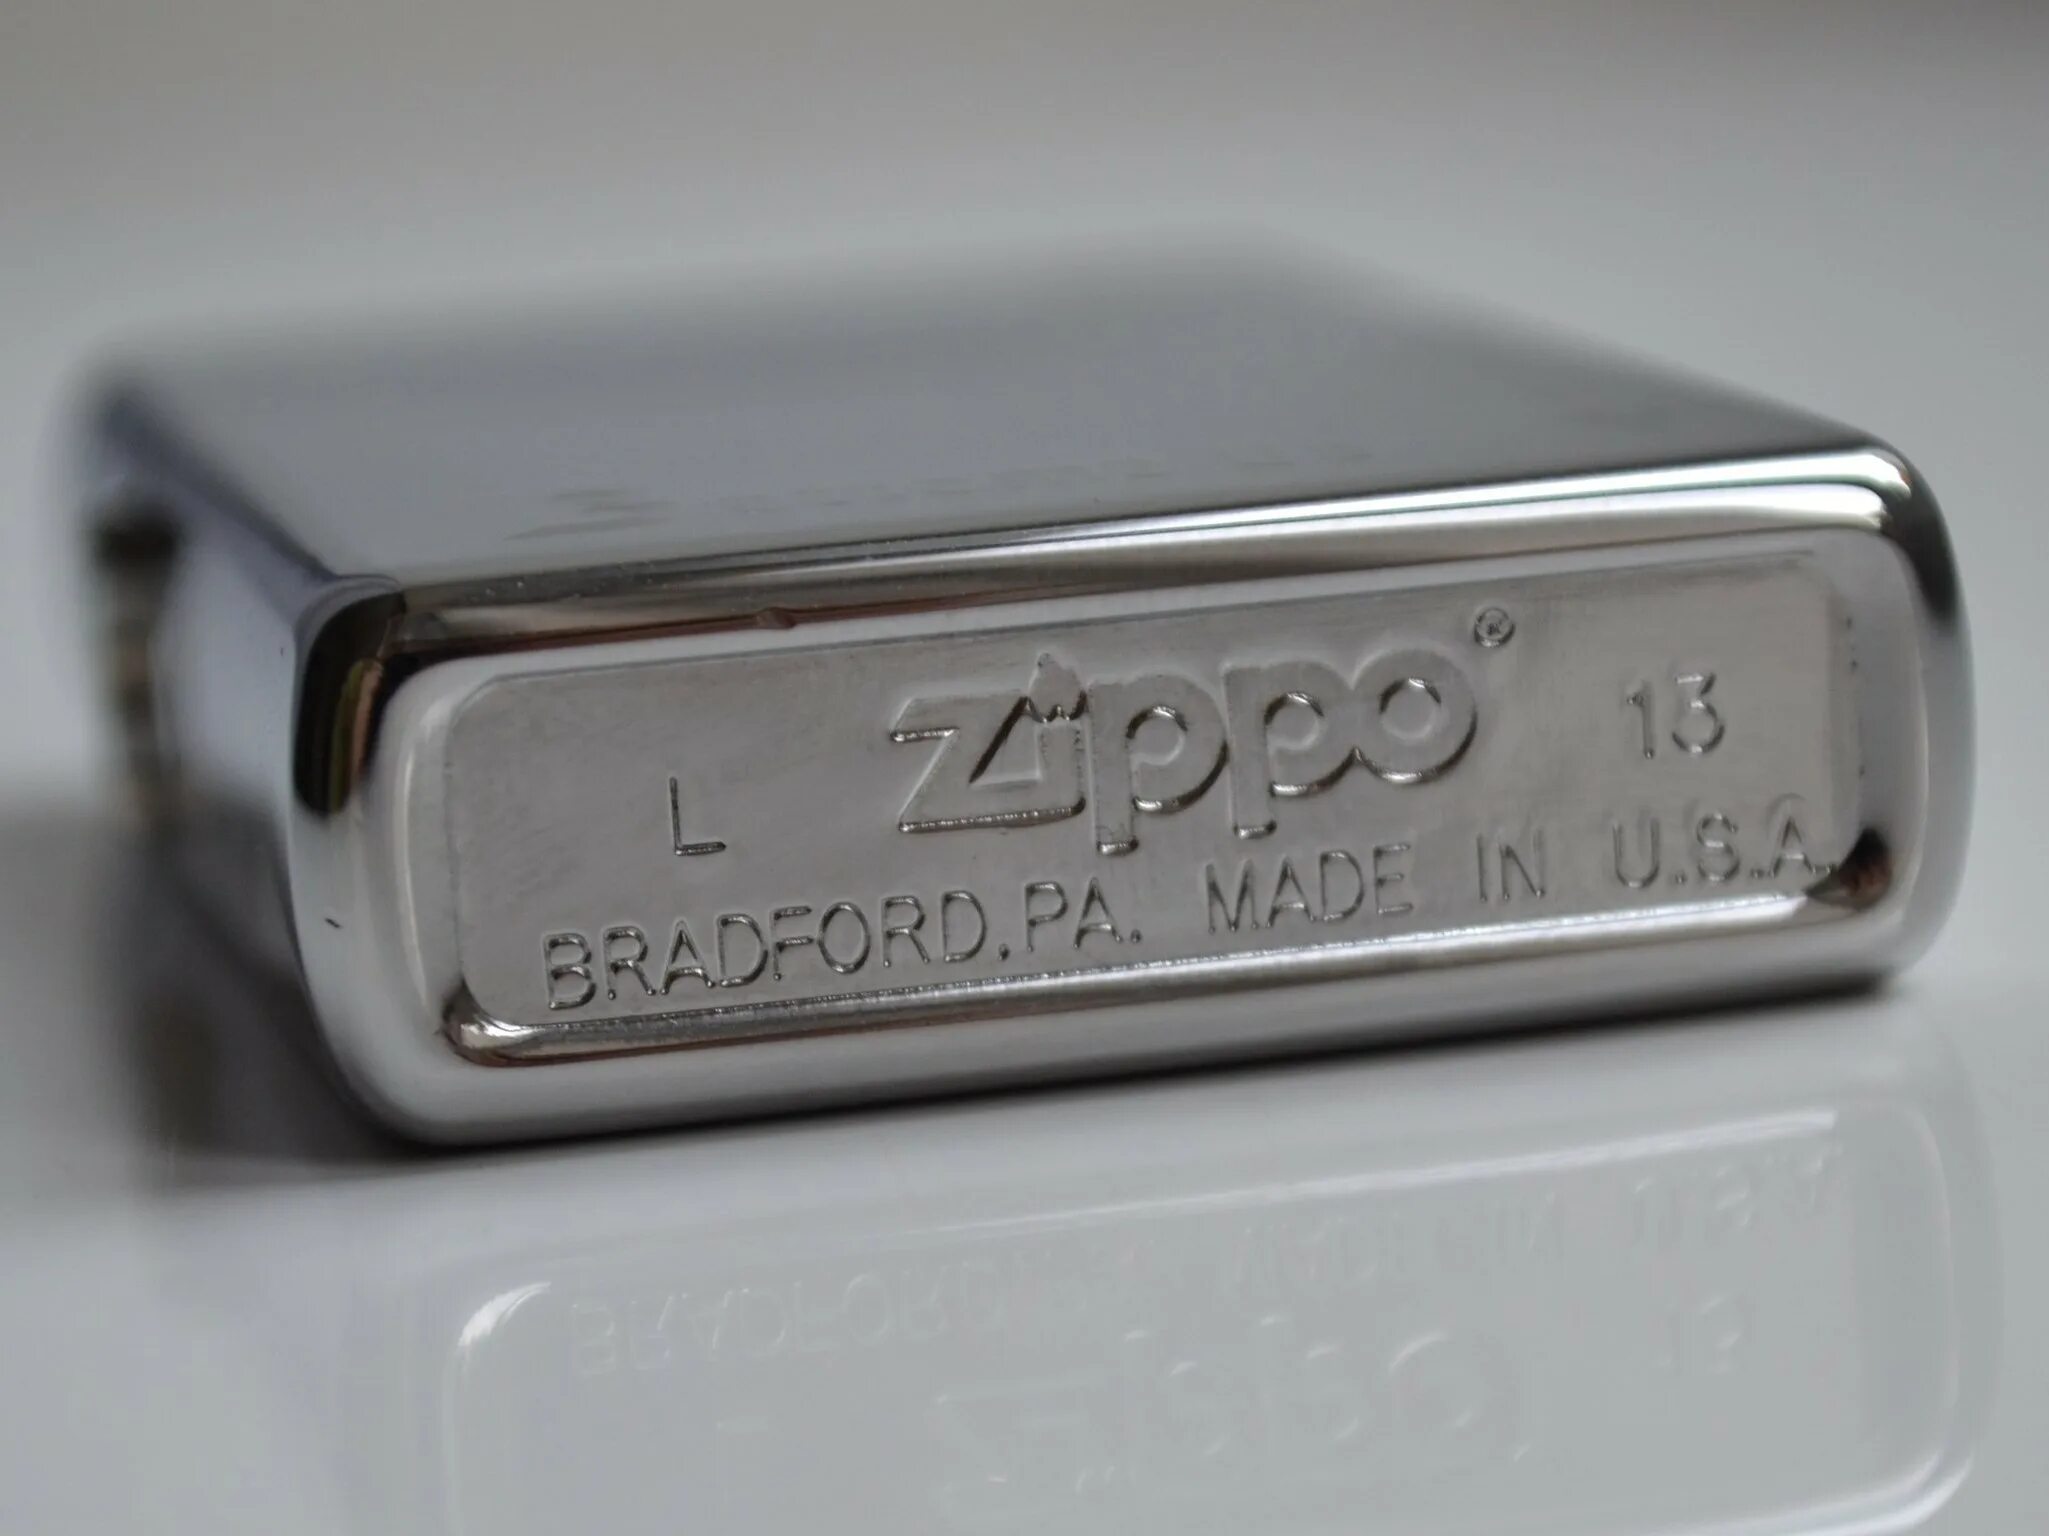 L zippo® 13
BRADFORD, PA. MADE IN U.S.A.